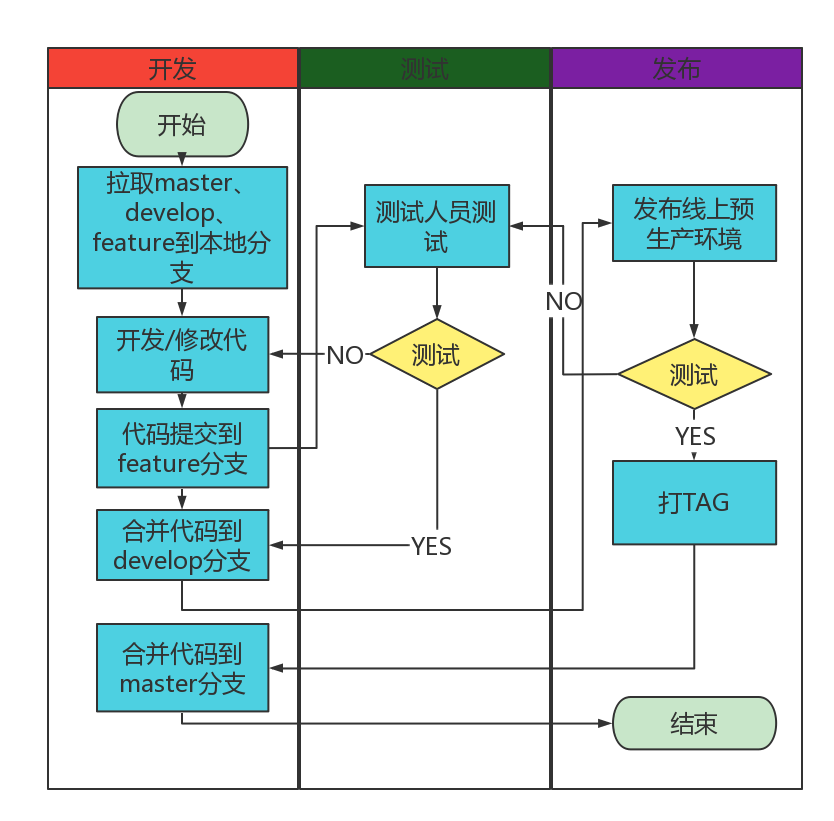 开发
测试
发布
开始
拉取master、
develop、
feature到本地分
支
开发/修改代
码
代码提交到
feature分支
合并代码到
develop分支
合并代码到
master分支
测试人员测
试
测试
NO
YES
发布线上预
生产环境
NO
测试
YES
打TAG
结束